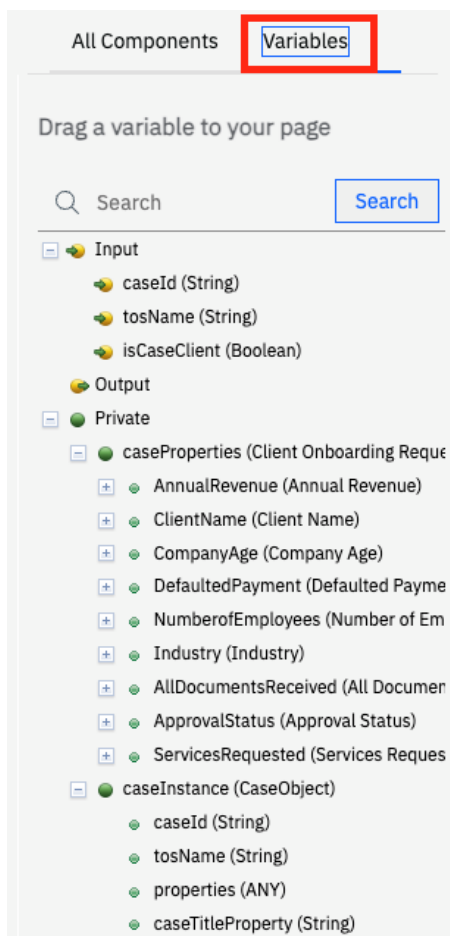 All Components Variables
Drag a variable to your page
Search Search
Input
caseId (String)
tosName (String)
isCaseClient (Boolean)
Output
Private
caseProperties (Client Onboarding Reque
AnnualRevenue (Annual Revenue)
ClientName (Client Name)
CompanyAge (Company Age)
DefaultedPayment (Defaulted Payme
NumberofEmployees (Number of Em
Industry (Industry)
AllDocumentsReceived (All Documen
ApprovalStatus (Approval Status)
ServicesRequested (Services Reques
caseInstance (CaseObject)
caseId (String)
tosName (String)
properties (ANY)
caseTitleProperty (String)